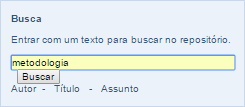 Busca
Entrar com um texto para buscar no repositório.
metodologia
Buscar
Autor - Título - Assunto